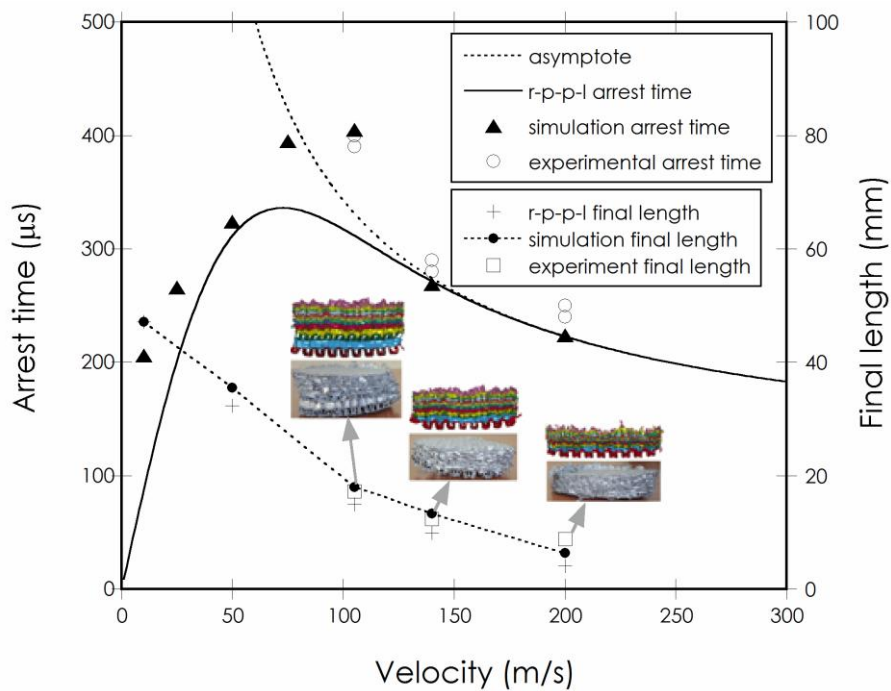 500
400
300
200
100
0
Arrest time (μs)
100
80
60
40
20
0
Final length (mm)
asymptote
r-p-p-l arrest time
simulation arrest time
experimental arrest time
r-p-p-l final length
simulation final length
experiment final length
0 50 100 150 200 250 300
Velocity (m/s)